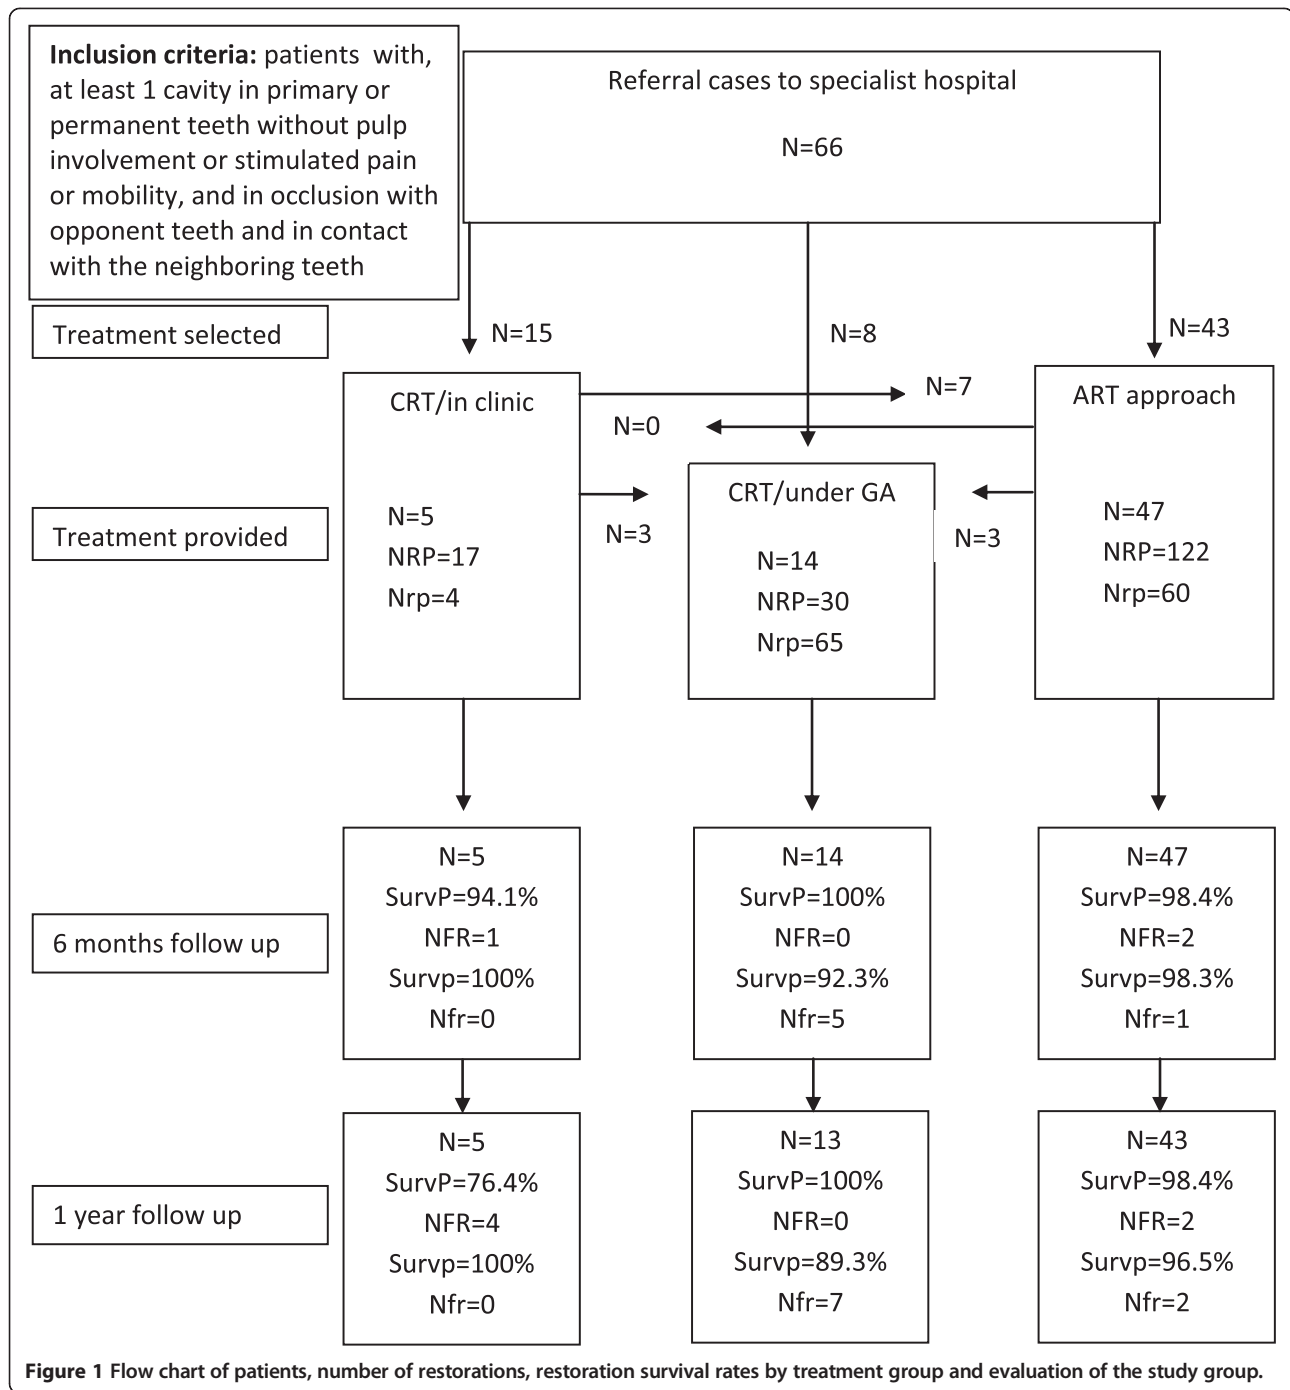 Inclusion criteria: patients with,
at least 1 cavity in primary or
permanent teeth without pulp
involvement or stimulated pain
or mobility, and in occlusion with
opponent teeth and in contact
with the neighboring teeth
Referral cases to specialist hospital
N=66
Treatment selected
N=15
N=8
N=43
CRT/in clinic
N=7
N=0
ART approach
CRT/under GA
N=3
N=3
Treatment provided
N=5
NRP=17
Nrp=4
N=14
NRP=30
Nrp=65
N=47
NRP=122
Nrp=60
6 months follow up
N=5
SurvP=94.1%
NFR=1
Survp=100%
Nfr=0
N=14
SurvP=100%
NFR=0
Survp=92.3%
Nfr=5
N=47
SurvP=98.4%
NFR=2
Survp=98.3%
Nfr=1
1 year follow up
N=5
SurvP=76.4%
NFR=4
Survp=100%
Nfr=0
N=13
SurvP=100%
NFR=0
Survp=89.3%
Nfr=7
N=43
SurvP=98.4%
NFR=2
Survp=96.5%
Nfr=2
Figure 1 Flow chart of patients, number of restorations, restoration survival rates by treatment group and evaluation of the study group.